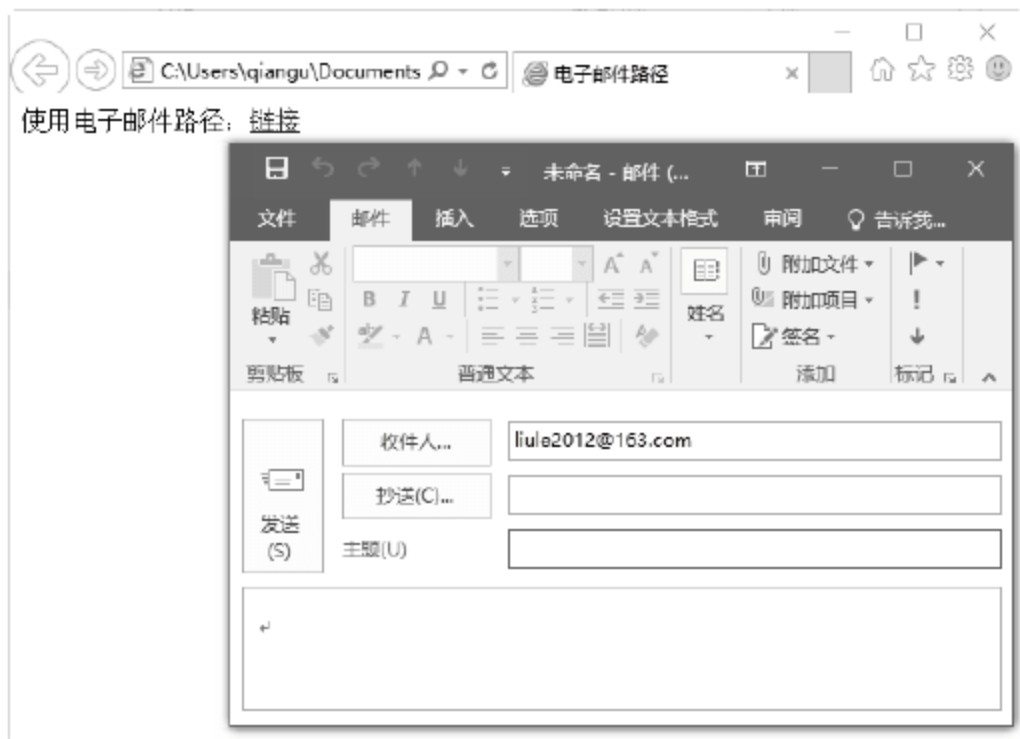 C:\Users\qiangu\Documents
电子邮件路径
使用电子邮件路径：链接
未命名 - 邮件 (...
文件 邮件 插入 选项 设置文本格式 审阅 告诉我...
粘贴
B I U
A
姓名
附加文件
附加项目
签名
剪贴板 普通文本 添加 标记
收件人... liule2012@163.com
抄送(C)...
主题(U)
发送
(S)